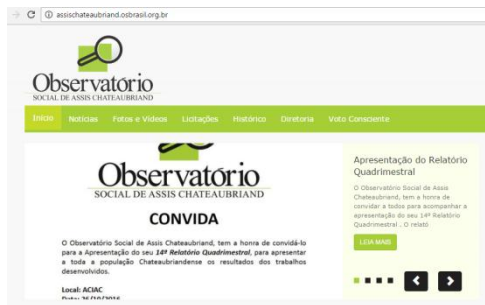 assischateaubriand.osbrasil.org.br
Observatório
SOCIAL DE ASSIS CHATEAUBRIAND
Início Notícias Fotos e Vídeos Licitações Histórico Diretoria Voto Consciente
Observatório
SOCIAL DE ASSIS CHATEAUBRIAND
CONVIDA
O Observatório Social de Assis Chateaubriand, tem a honra de convidá-lo
para a Apresentação do seu 14º Relatório Quadrimestral, para apresentar
a toda a população Chateaubriandense os resultados dos trabalhos
desenvolvidos.
Local: ACIAC
Data: 26/10/2016
Apresentação do Relatório
Quadrimestral
O Observatório Social de Assis
Chateaubriand, tem a honra de
convidar a todos para acompanhar a
apresentação do seu 14º Relatório
Quadrimestral . O relató
LEIA MAIS